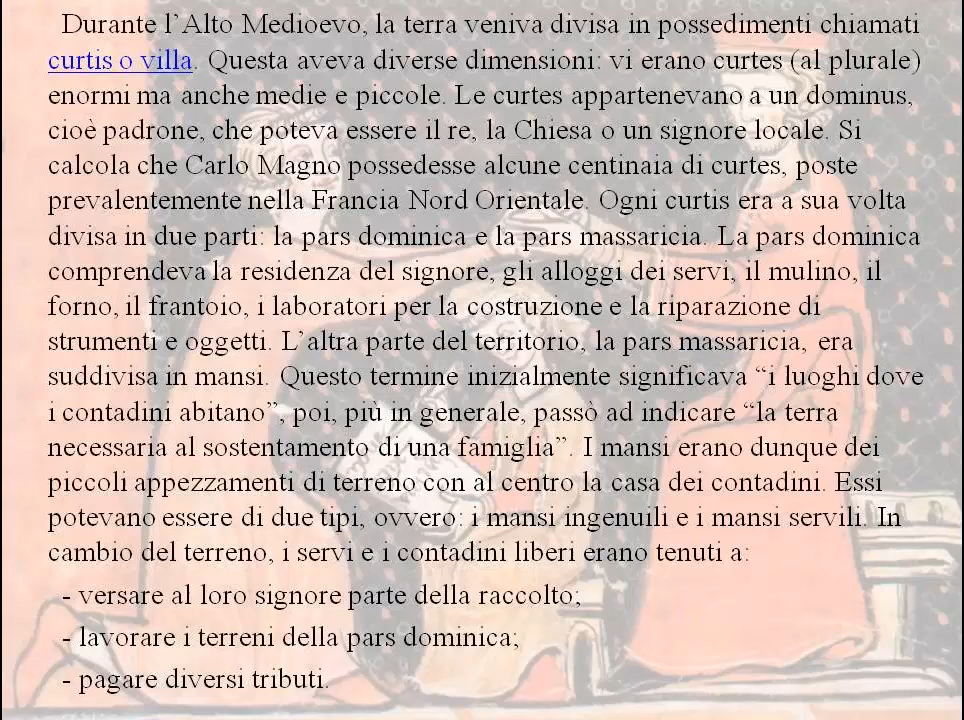 Durante l'Alto Medioevo, la terra veniva divisa in possedimenti chiamati
curtis o villa. Questa aveva diverse dimensioni: vi erano curtes (al plurale)
enormi ma anche medie e piccole. Le curtes appartenevano a un dominus,
cioè padrone, che poteva essere il re, la Chiesa o un signore locale. Si
calcola che Carlo Magno possedesse alcune centinaia di curtes, poste
prevalentemente nella Francia Nord Orientale. Ogni curtis era a sua volta
divisa in due parti: la pars dominica e la pars massaricia. La pars dominica
comprendeva la residenza del signore, gli alloggi dei servi, il mulino, il
forno, il frantoio, i laboratori per la costruzione e la riparazione di
strumenti e oggetti. L'altra parte del territorio, la pars massaricia, era
suddivisa in mansi. Questo termine inizialmente significava “i luoghi dove
i contadini abitano”, poi, più in generale, passò ad indicare “la terra
necessaria al sostentamento di una famiglia”. I mansi erano dunque dei
piccoli appezzamenti di terreno con al centro la casa dei contadini. Essi
potevano essere di due tipi, ovvero: i mansi ingenuili e i mansi servili. In
cambio del terreno, i servi e i contadini liberi erano tenuti a:
- versare al loro signore parte della raccolto;
- lavorare i terreni della pars dominica;
- pagare diversi tributi.